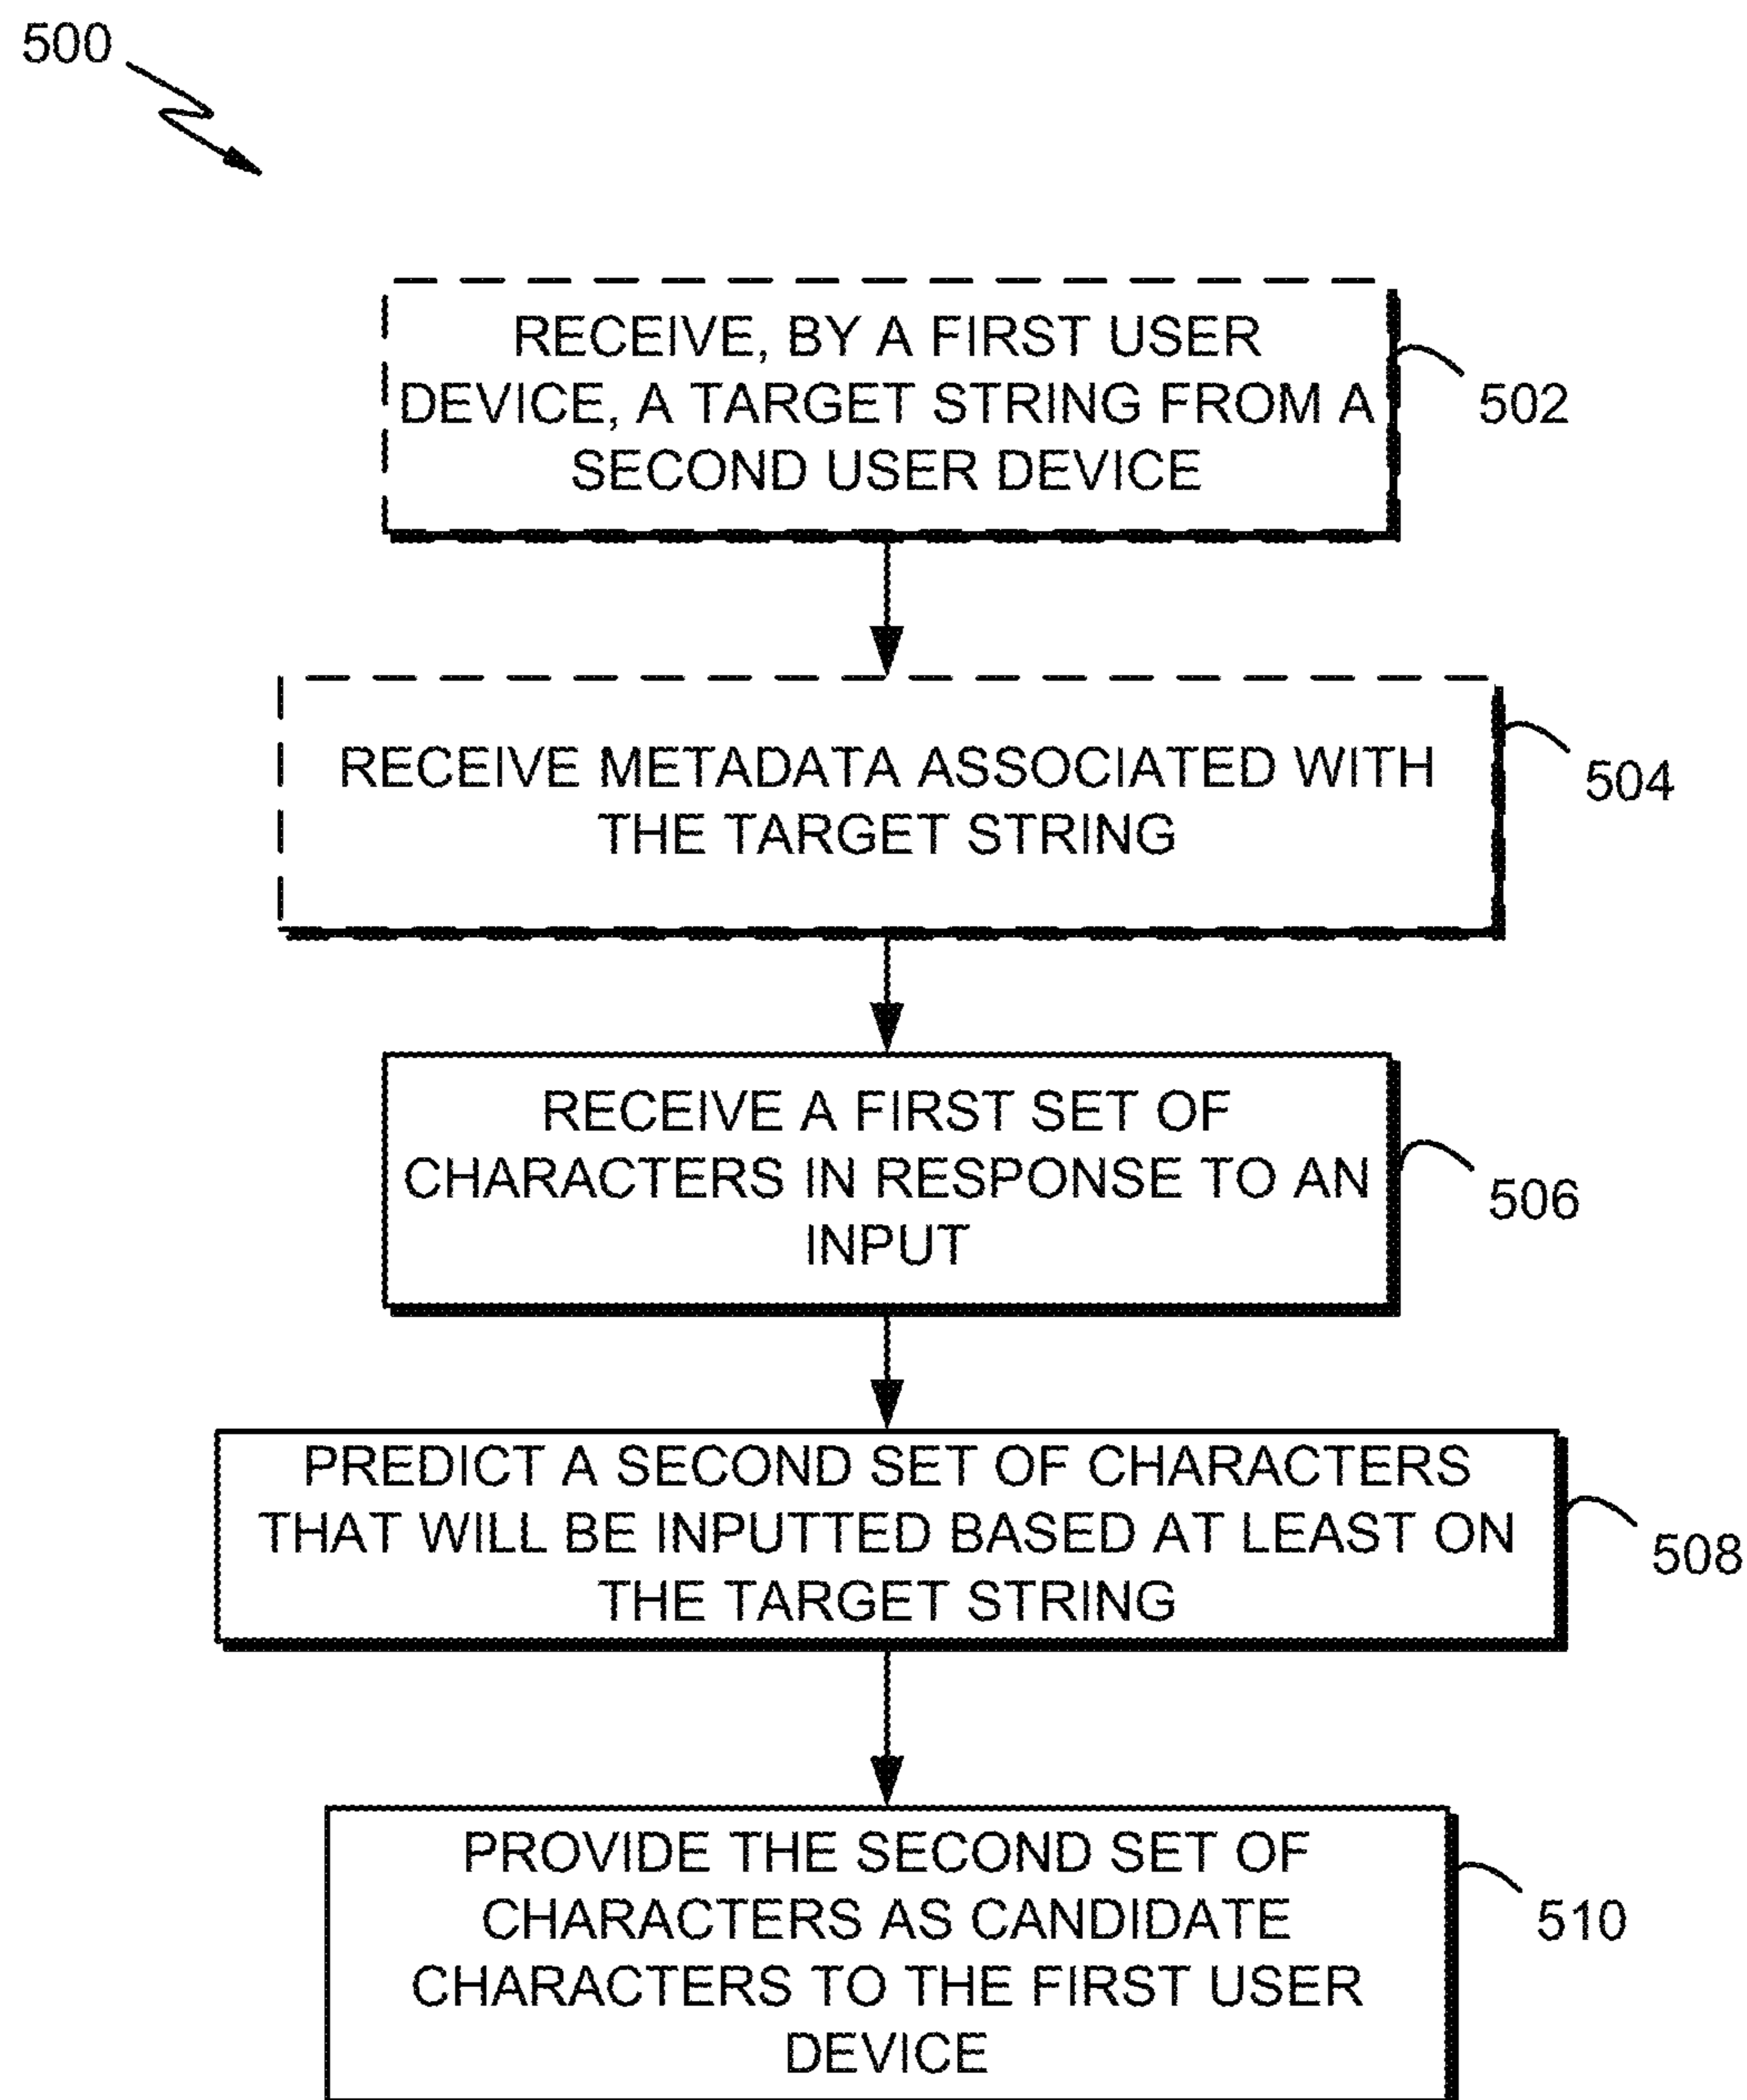 500
RECEIVE, BY A FIRST USER
DEVICE, A TARGET STRING FROM A
SECOND USER DEVICE
502
RECEIVE METADATA ASSOCIATED WITH
THE TARGET STRING
504
RECEIVE A FIRST SET OF
CHARACTERS IN RESPONSE TO AN
INPUT
506
PREDICT A SECOND SET OF CHARACTERS
THAT WILL BE INPUTTED BASED AT LEAST ON
THE TARGET STRING
508
PROVIDE THE SECOND SET OF
CHARACTERS AS CANDIDATE
CHARACTERS TO THE FIRST USER
DEVICE
510